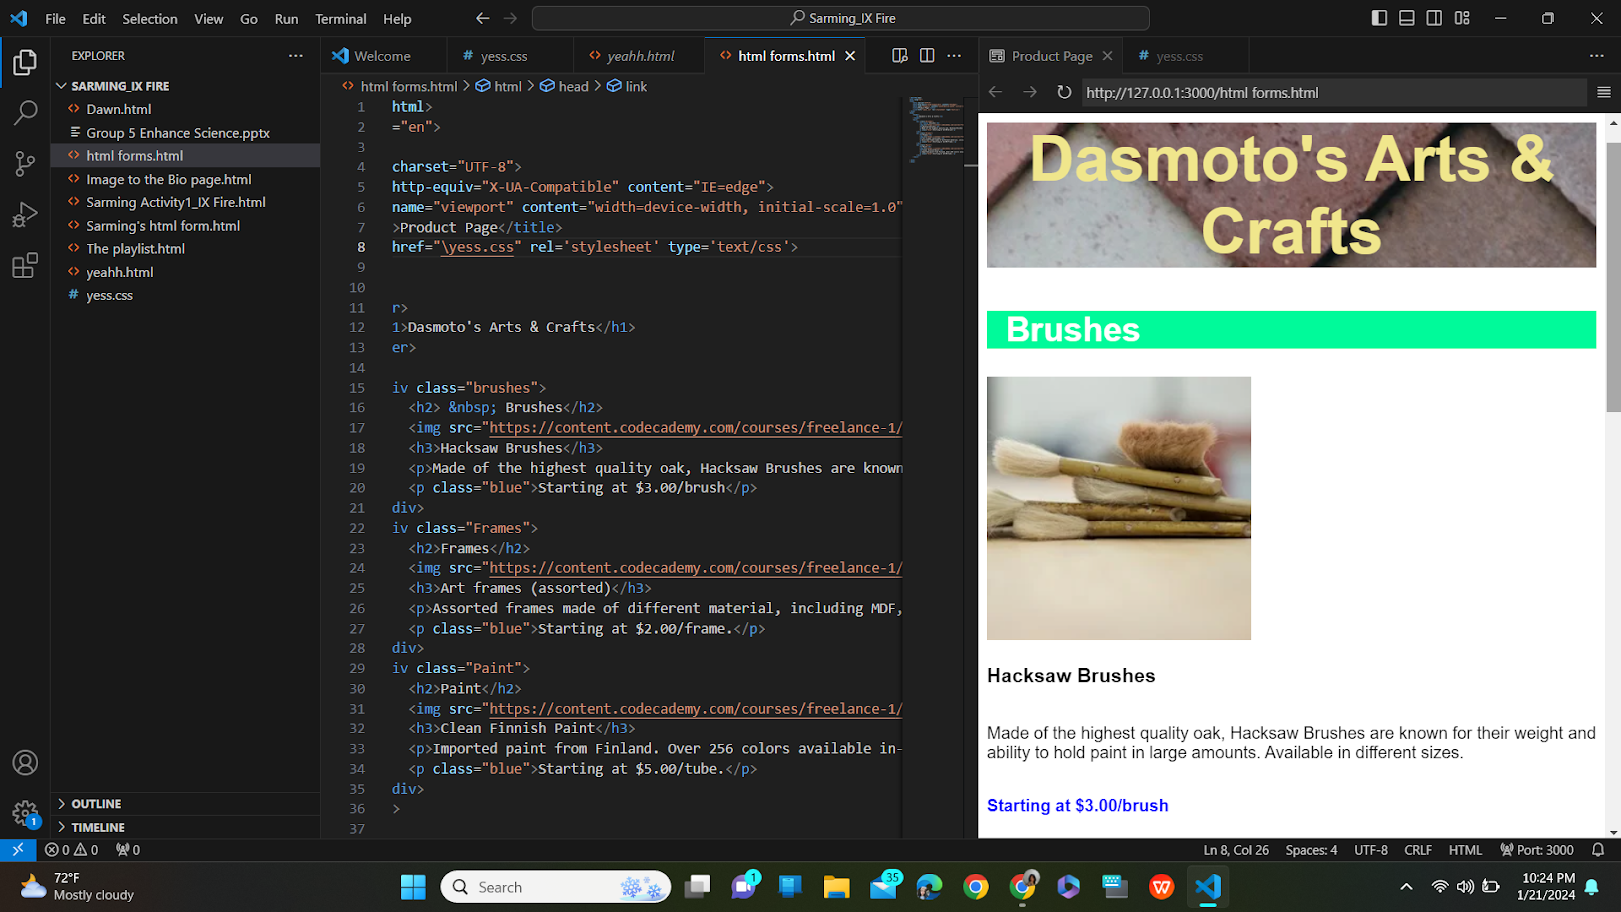 File Edit Selection View Go Run Terminal Help
Sarming_IX Fire
EXPLORER
SARMING_IX FIRE
Dawn.html
Group 5 Enhance Science.pptx
html forms.html
Image to the Bio page.html
Sarming Activity1_IX Fire.html
Sarming's html form.html
The playlist.html
yeahh.html
# yess.css
OUTLINE
TIMELINE
Welcome
# yess.css
yeahh.html
html forms.html
html forms.html > html > head > link
1 html>
2 ="en">
3
4 charset="UTF-8">
5 http-equiv="X-UA-Compatible" content="IE=edge">
6 name="viewport" content="width=device-width, initial-scale=1.0"
7 >Product Page</title>
8 href="\yess.css" rel='stylesheet' type='text/css'>
9
10
11 r>
12 1>Dasmoto's Arts & Crafts</h1>
13 er>
14
15 iv class="brushes">
16 <h2> &nbsp; Brushes</h2>
17 <img src="https://content.codecademy.com/courses/freelance-1/
18 <h3>Hacksaw Brushes</h3>
19 <p>Made of the highest quality oak, Hacksaw Brushes are known
20 <p class="blue">Starting at $3.00/brush</p>
21 div>
22 iv class="Frames">
23 <h2>Frames</h2>
24 <img src="https://content.codecademy.com/courses/freelance-1/
25 <h3>Art frames (assorted)</h3>
26 <p>Assorted frames made of different material, including MDF,
27 <p class="blue">Starting at $2.00/frame.</p>
28 div>
29 iv class="Paint">
30 <h2>Paint</h2>
31 <img src="https://content.codecademy.com/courses/freelance-1/
32 <h3>Clean Finnish Paint</h3>
33 <p>Imported paint from Finland. Over 256 colors available in-
34 <p class="blue">Starting at $5.00/tube.</p>
35 div>
36 >
37
Product Page
# yess.css
http://127.0.0.1:3000/html forms.html
Dasmoto's Arts &
Crafts
Brushes
Hacksaw Brushes
Made of the highest quality oak, Hacksaw Brushes are known for their weight and
ability to hold paint in large amounts. Available in different sizes.
Starting at $3.00/brush
1
0 0 0
Ln 8, Col 26 Spaces: 4 UTF-8 CRLF HTML Port: 3000
72°F
Mostly cloudy
Search
1
35
10:24 PM
1/21/2024